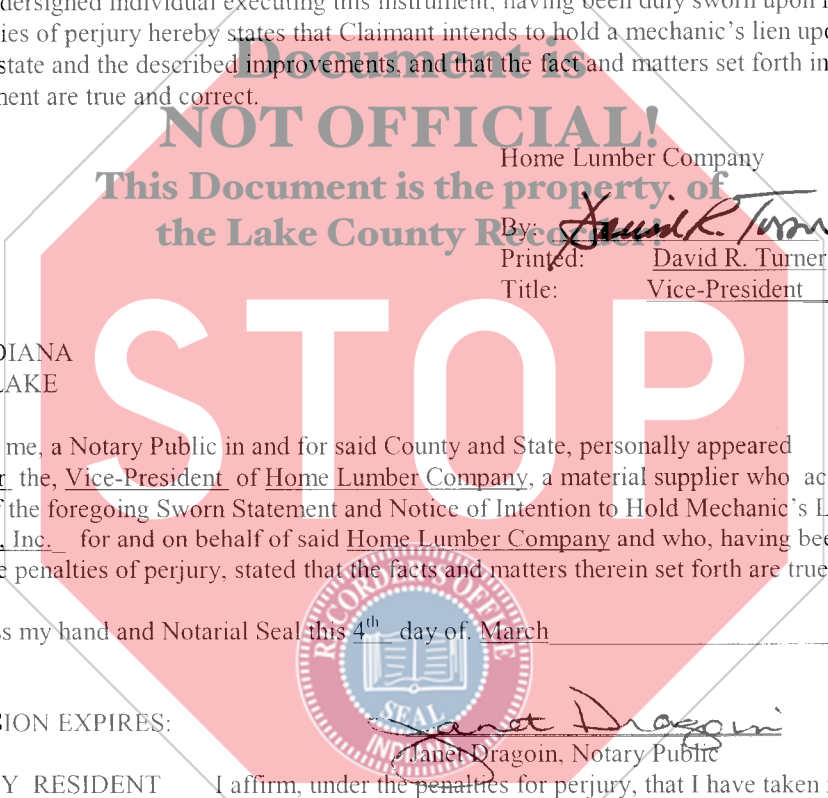 dersigned individual executing this instrument, having been duly sworn upon
ies of perjury hereby states that Claimant intends to hold a mechanic's lien upo
state and the described improvements, and that the fact and matters set forth in
ment are true and correct.
Document is
NOT OFFICIAL!
This Document is the property of
the Lake County Recorder!
Home Lumber Company
By: David R. Turner
Printed: David R. Turner
Title: Vice-President
STOP
DIANA
LAKE
me, a Notary Public in and for said County and State, personally appeared
r the, Vice-President of Home Lumber Company, a material supplier who ac
f the foregoing Sworn Statement and Notice of Intention to Hold Mechanic's L
, Inc. for and on behalf of said Home Lumber Company and who, having bee
e penalties of perjury, stated that the facts and matters therein set forth are true
ss my hand and Notarial Seal this 4th day of. March
RECORDER'S OFFICE
SEAL
INDIANA
SION EXPIRES:
Janet Dragoin
Janet Dragoin, Notary Public
Y RESIDENT I affirm, under the penalties for perjury, that I have taken